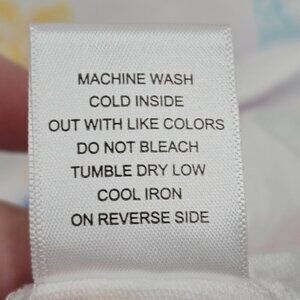 MACHINE WASH
COLD INSIDE
OUT WITH LIKE COLORS
DO NOT BLEACH
TUMBLE DRY LOW
COOL IRON
ON REVERSE SIDE